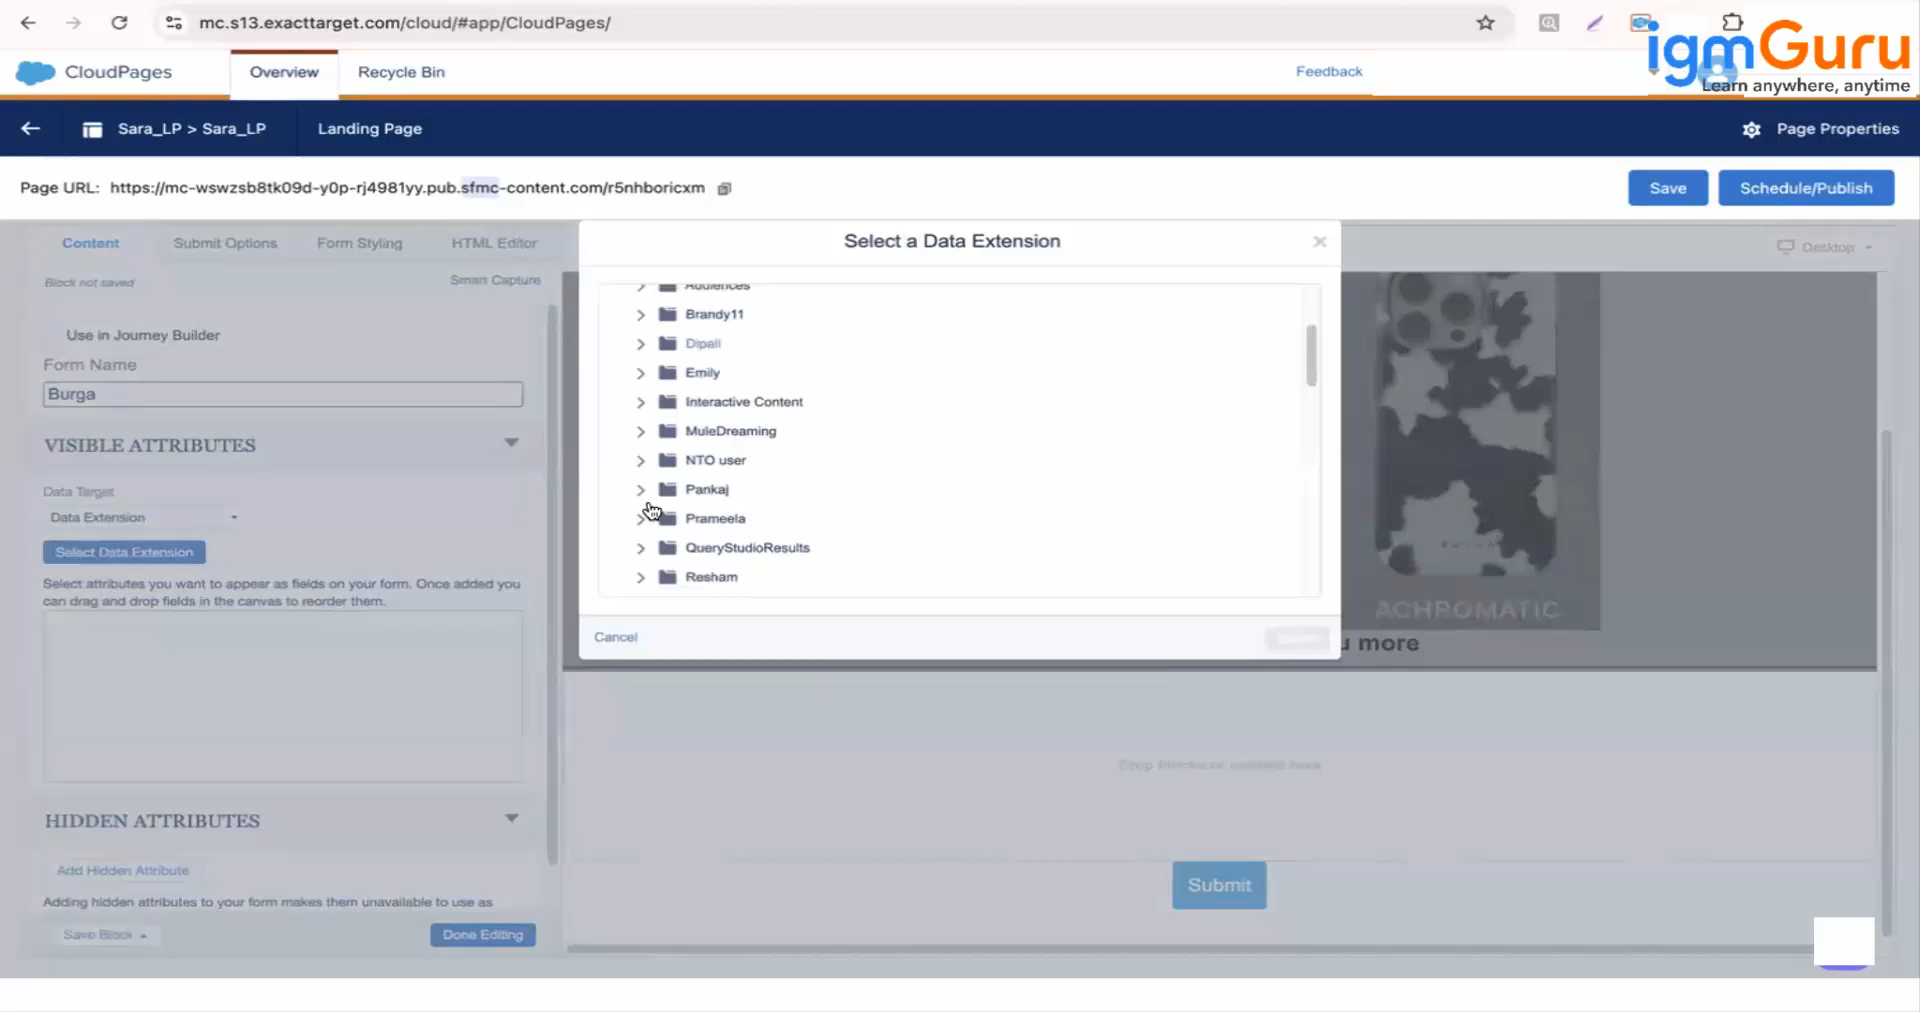 mc.s13.exacttarget.com/cloud/#app/CloudPages/
igmGuru
Learn anywhere, anytime
CloudPages
Overview
Recycle Bin
Feedback
Sara_LP > Sara_LP
Landing Page
Page Properties
Page URL: https://mc-wswzsb8tk09d-y0p-rj4981yy.pub.sfmc-content.com/r5nhboricxm
Save
Schedule/Publish
Content
Submit Options
Form Styling
HTML Editor
Select a Data Extension
Desktop
Block not saved
Smart Capture
Use in Journey Builder
Form Name
Burga
VISIBLE ATTRIBUTES
Data Target
Data Extension
Select Data Extension
Select attributes you want to appear as fields on your form. Once added you
can drag and drop fields in the canvas to reorder them.
Audiences
Brandy11
Dipali
Emily
Interactive Content
MuleDreaming
NTO user
Pankaj
Prameela
QueryStudioResults
Resham
Cancel
ACHROMATIC
u more
Drop blocks or content here
HIDDEN ATTRIBUTES
Add Hidden Attribute
Adding hidden attributes to your form makes them unavailable to use as
Save Block
Done Editing
Submit